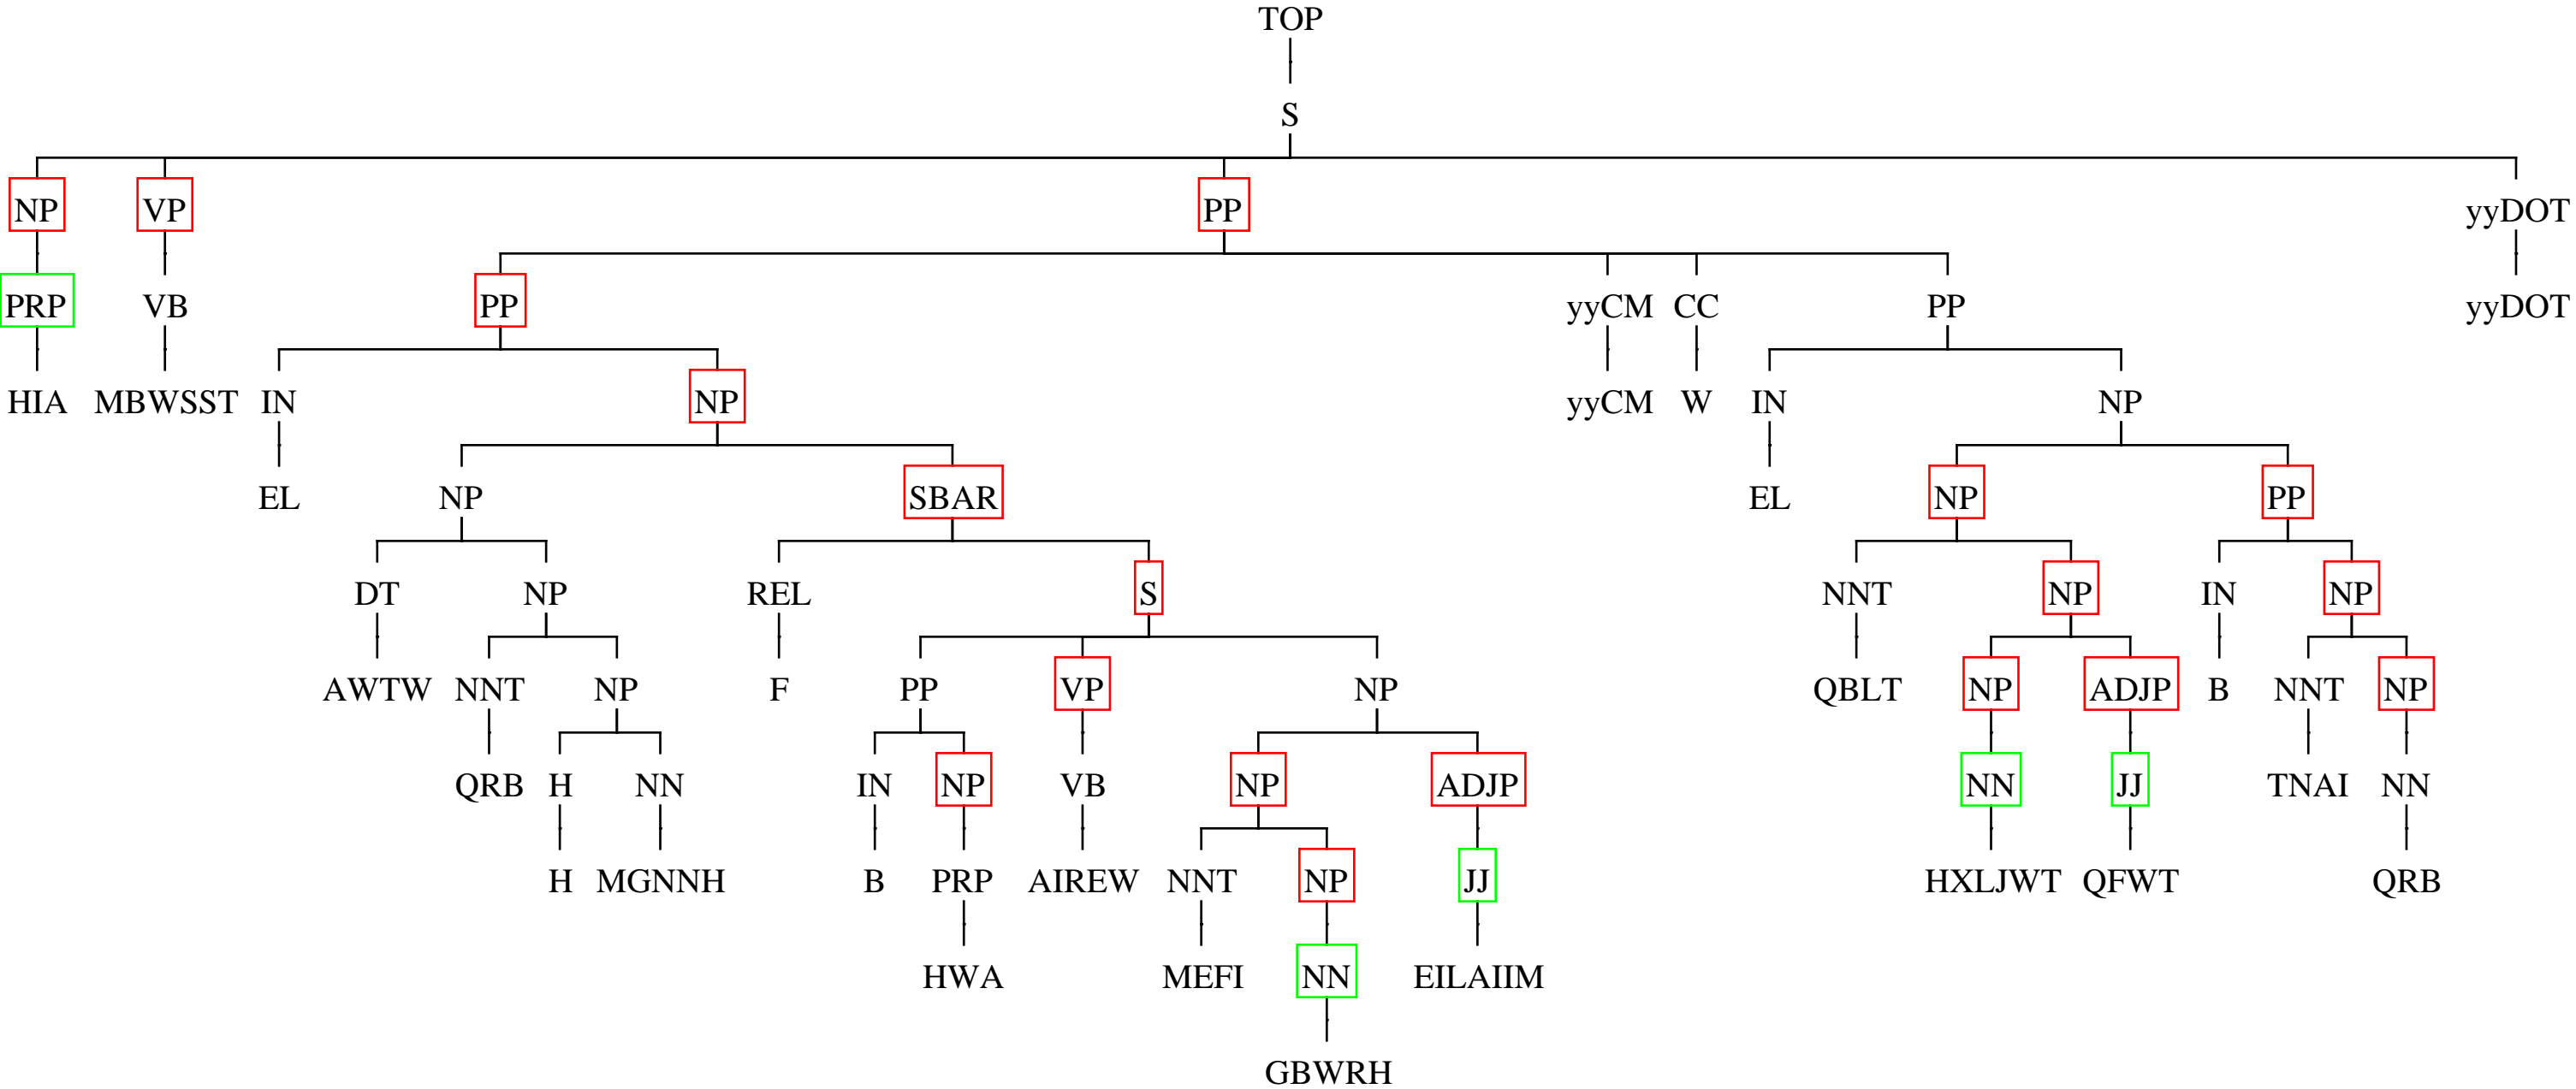 TOP
S
NP VP PP yyDOT
PRP VB PP yyCM CC PP yyDOT
HIA MBWSST IN NP yyCM W IN NP
EL NP SBAR EL NP PP
DT NP REL S NNT NP IN NP
AWTW NNT NP F PP VP NP QBLT NP ADJP B NNT NP
QRB H NN IN NP VB NP ADJP NN JJ TNAI NN
H MGNNH B PRP AIREW NNT NP JJ HXLJWT QFWT QRB
HWA MEFI NN EILAIIM
GBWRH